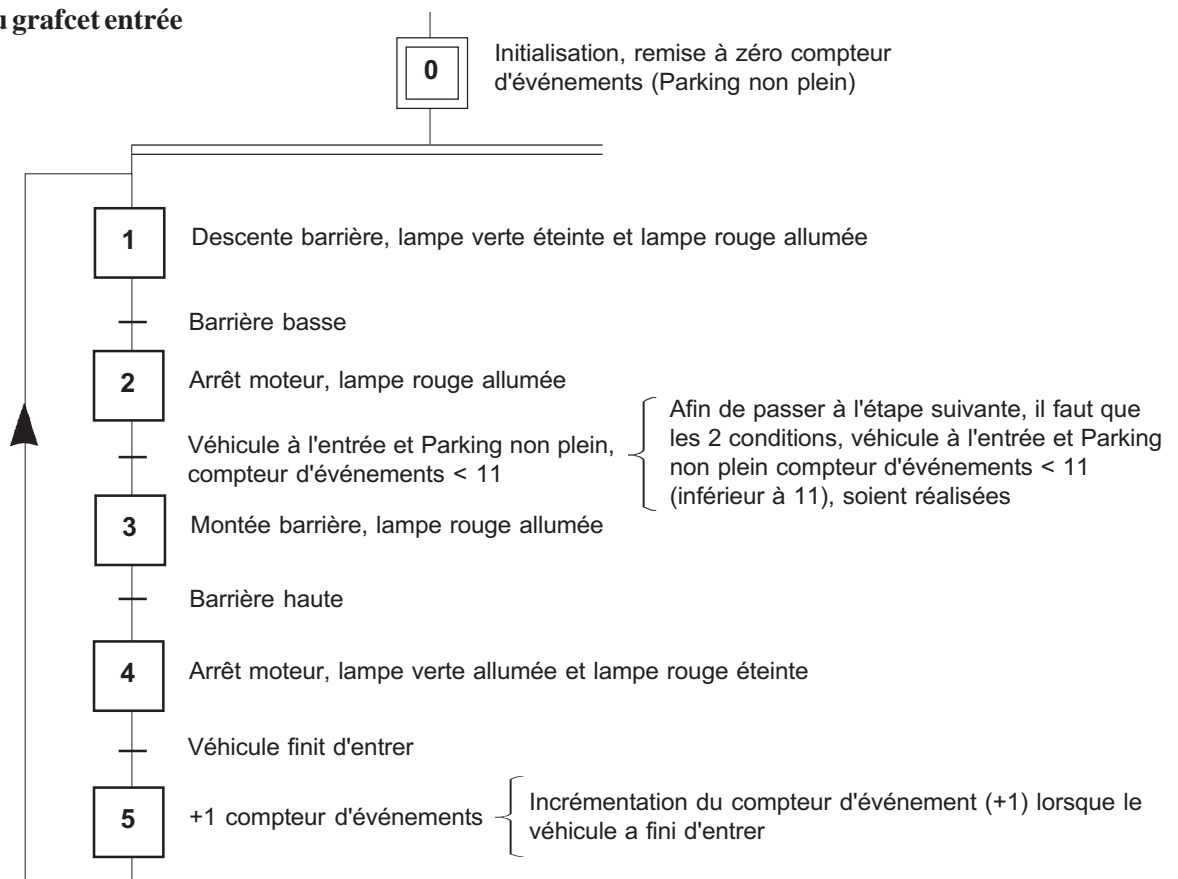 u grafcet entrée
0
Initialisation, remise à zéro compteur
d'événements (Parking non plein)
1
Descente barrière, lampe verte éteinte et lampe rouge allumée
Barrière basse
2
Arrêt moteur, lampe rouge allumée
Véhicule à l'entrée et Parking non plein,
compteur d'événements < 11
Afin de passer à l'étape suivante, il faut que
les 2 conditions, véhicule à l'entrée et Parking
non plein compteur d'événements < 11
(inférieur à 11), soient réalisées
3
Montée barrière, lampe rouge allumée
Barrière haute
4
Arrêt moteur, lampe verte allumée et lampe rouge éteinte
Véhicule finit d'entrer
5
+1 compteur d'événements
Incrémentation du compteur d'événement (+1) lorsque le
véhicule a fini d'entrer